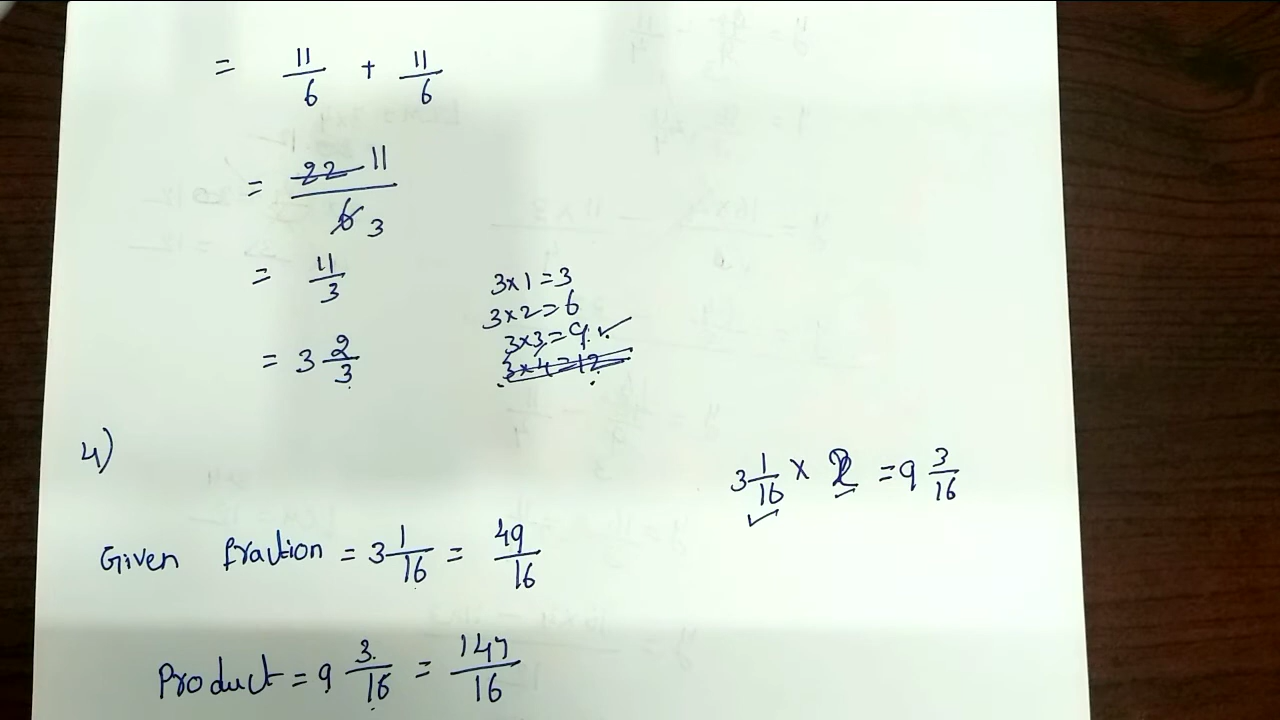 = 11/6 + 11/6
= 22 11/6 3
= 11/3
= 3 2/3
3x1=3
3x2=6
3x3=9 ✓
3x4=12
4)
3 1/16 x = 9 3/16
Given fraction = 3 1/16 = 49/16
Product = 9 3/16 = 147/16